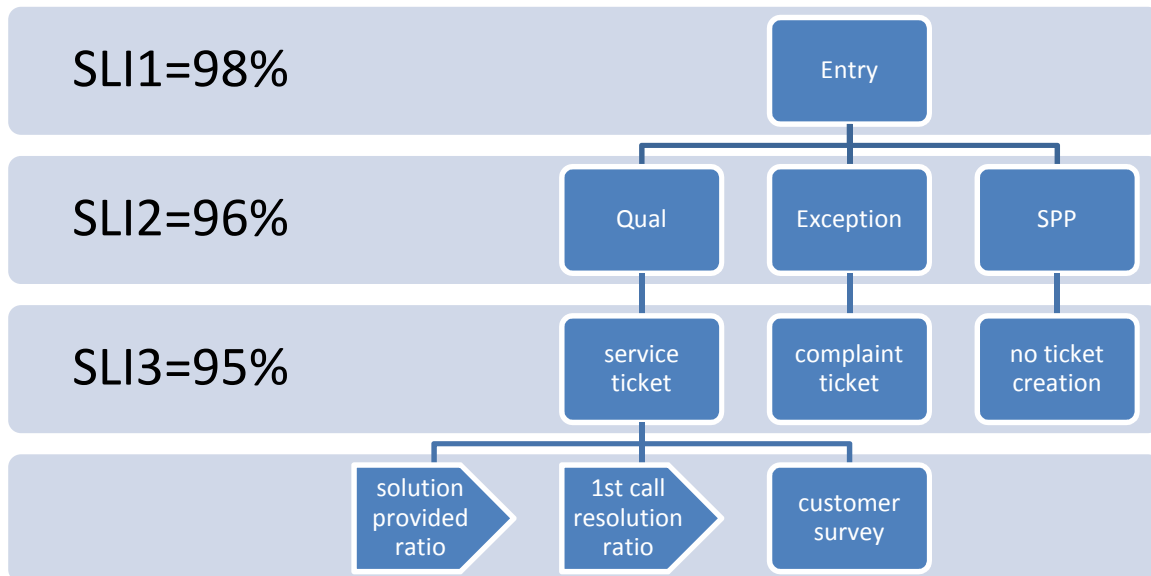 SLI1=98%
Entry
SLI2=96%
Qual
Exception
SPP
SLI3=95%
service
ticket
complaint
ticket
no ticket
creation
solution
provided
ratio
1st call
resolution
ratio
customer
survey